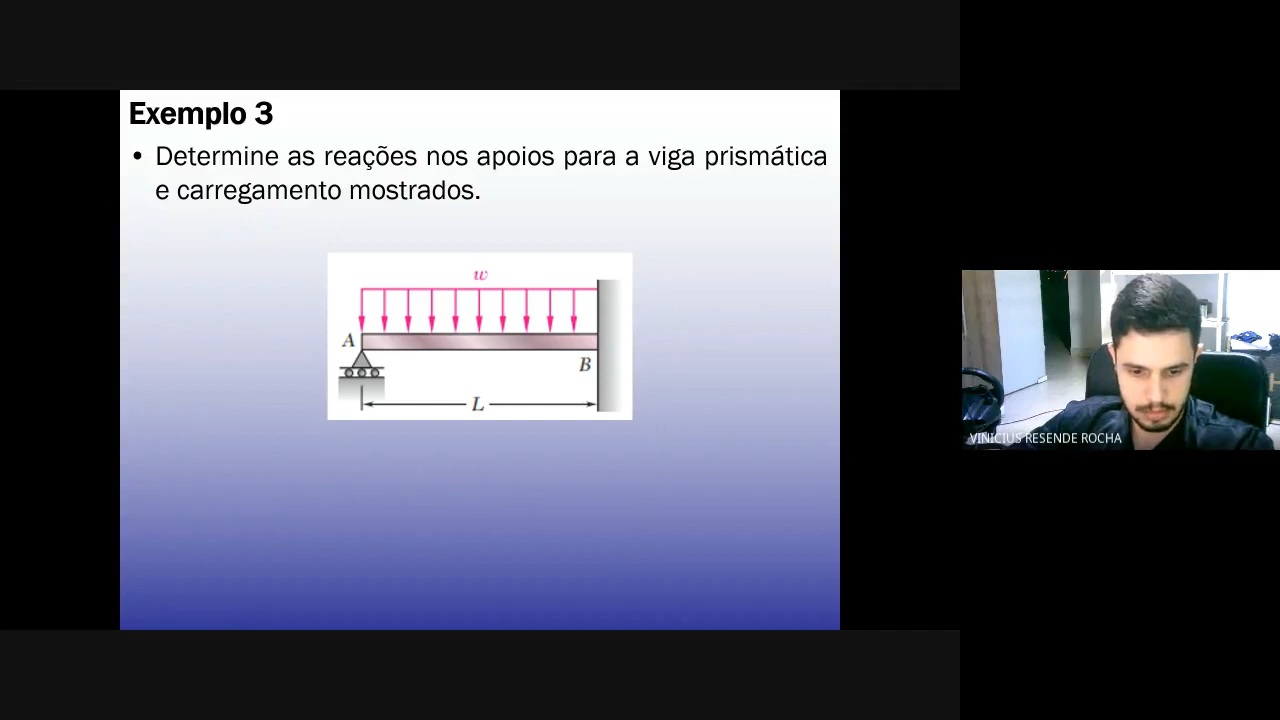 Exemplo 3
• Determine as reações nos apoios para a viga prismática
e carregamento mostrados.
w
A
B
L
VINICIUS RESENDE ROCHA